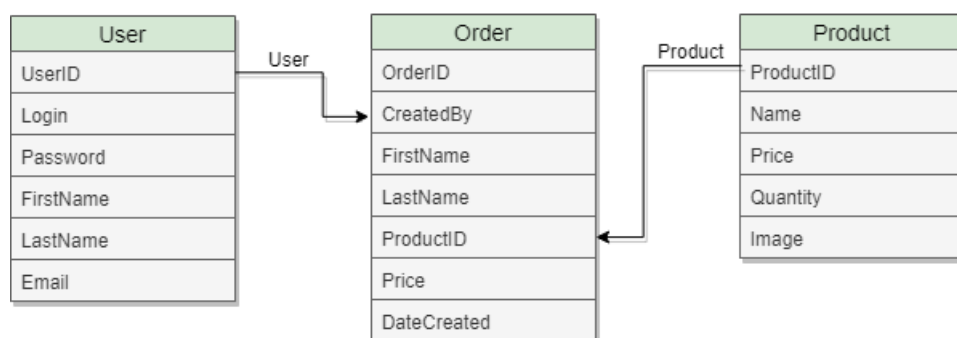 User
UserID
Login
Password
FirstName
LastName
Email
User
Order
OrderID
CreatedBy
FirstName
LastName
ProductID
Price
DateCreated
Product
Product
ProductID
Name
Price
Quantity
Image